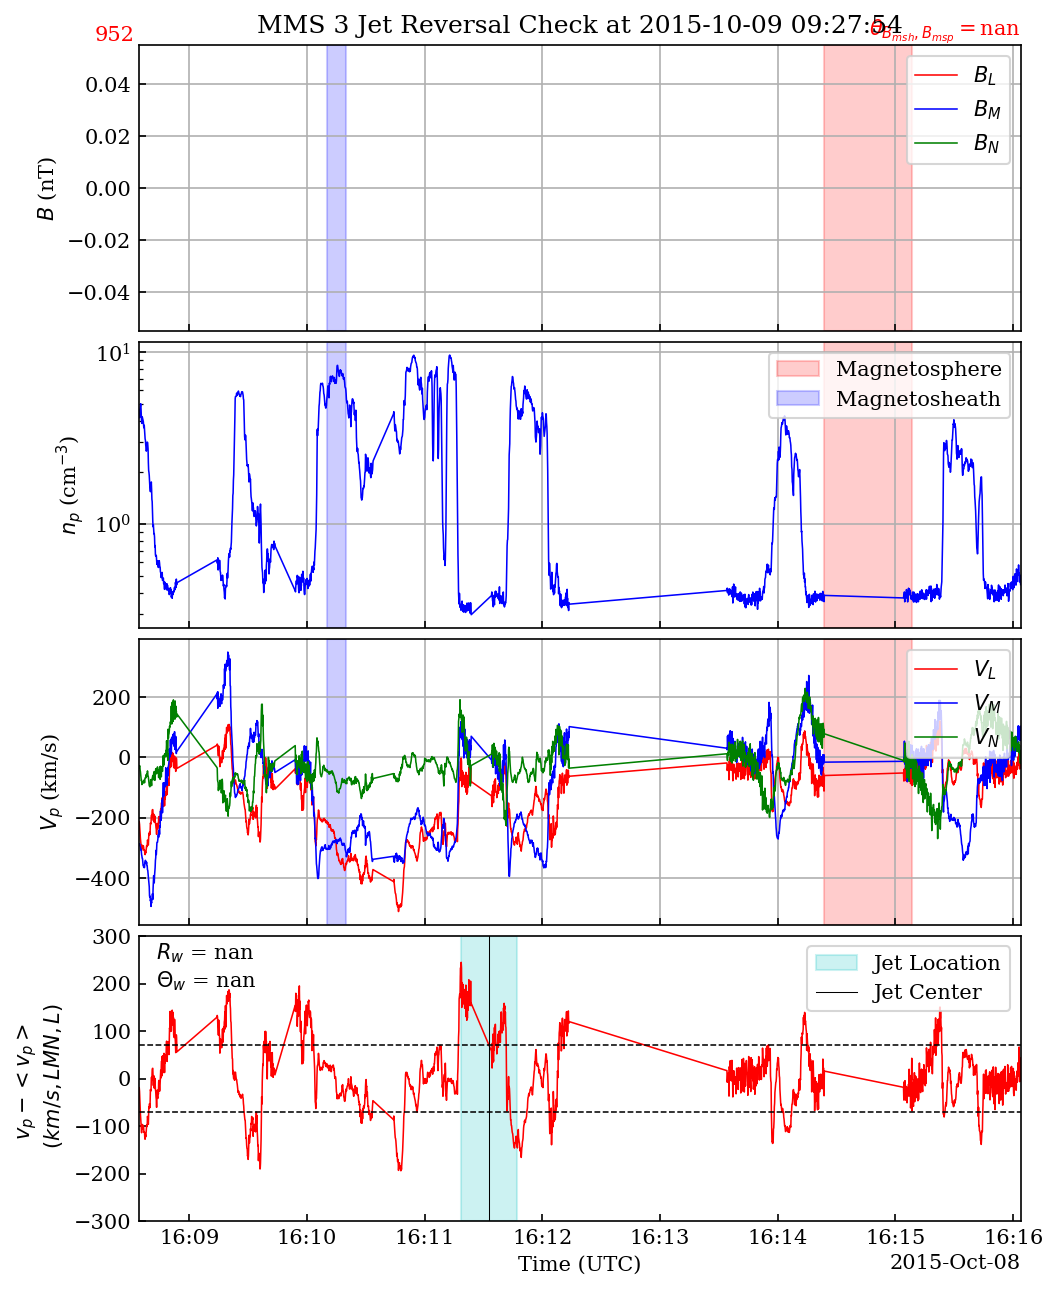 MMS 3 Jet Reversal Check at 2015-10-09 09:27:54
952
Θ_{B_{msh}, B_{msp}} = nan
B (nT)
0.04
0.02
0.00
−0.02
−0.04
B_L
B_M
B_N
n_p (cm^{−3})
10^1
10^0
Magnetosphere
Magnetosheath
V_p (km/s)
200
0
−200
−400
V_L
V_M
V_N
v_p − < v_p >
(km/s, LMN, L)
300
200
100
0
−100
−200
−300
R_w = nan
Θ_w = nan
Jet Location
Jet Center
16:09 16:10 16:11 16:12 16:13 16:14 16:15 16:16
Time (UTC)
2015-Oct-08